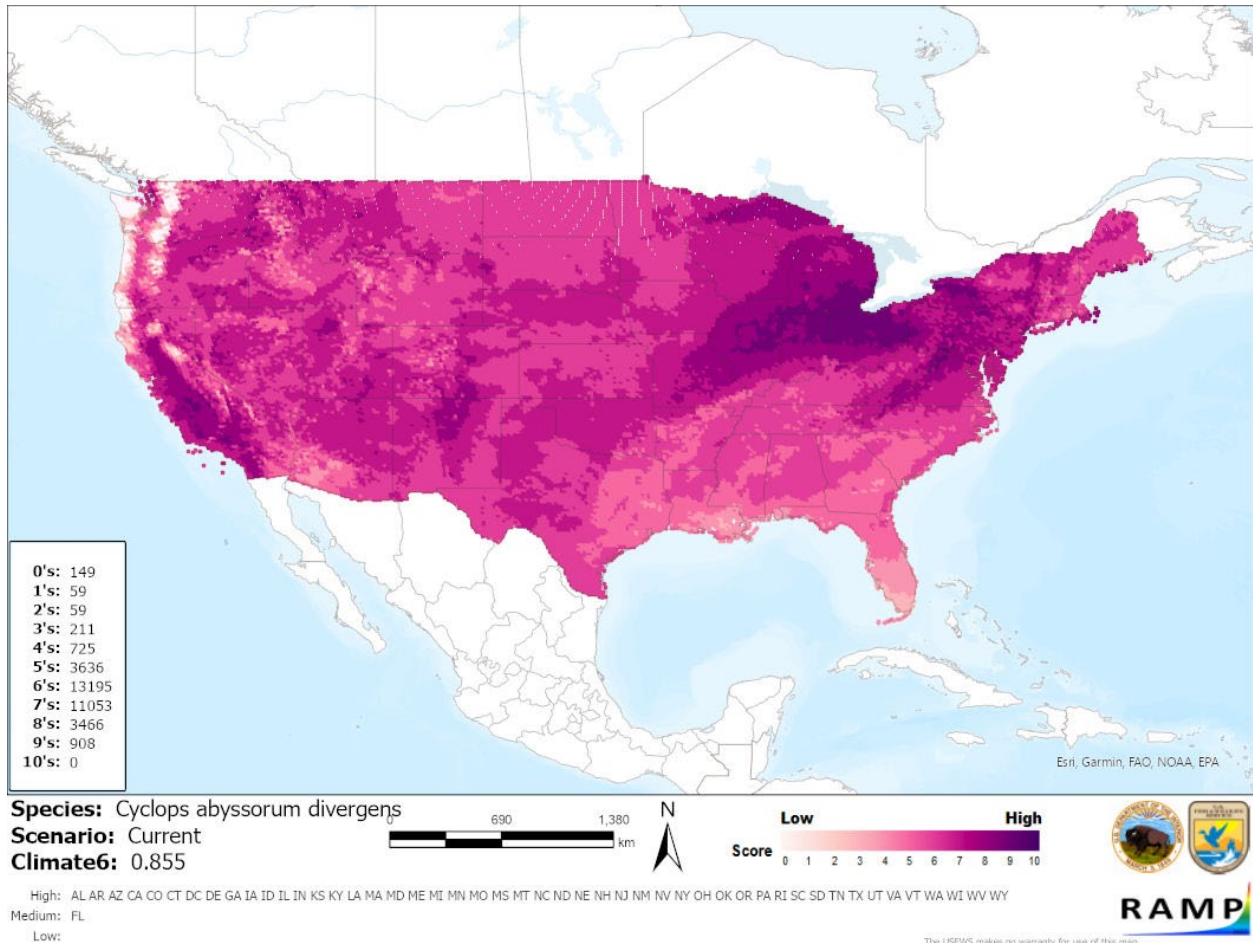 0's: 149
1's: 59
2's: 59
3's: 211
4's: 725
5's: 3636
6's: 13195
7's: 11053
8's: 3466
9's: 908
10's: 0
Esri, Garmin, FAO, NOAA, EPA
Species: Cyclops abyssorum divergens
Scenario: Current
Climate6: 0.855
0 690 1,380
km
N
Low High
Score 0 1 2 3 4 5 6 7 8 9 10
High: AL AR AZ CA CO CT DC DE GA IA ID IL IN KS KY LA MA MD ME MI MN MO MS MT NC ND NE NH NJ NM NV NY OH OK OR PA RI SC SD TN TX UT VA VT WA WI WV WY
Medium: FL
Low:
RAMP
The USFWS makes no warranty for use of this map